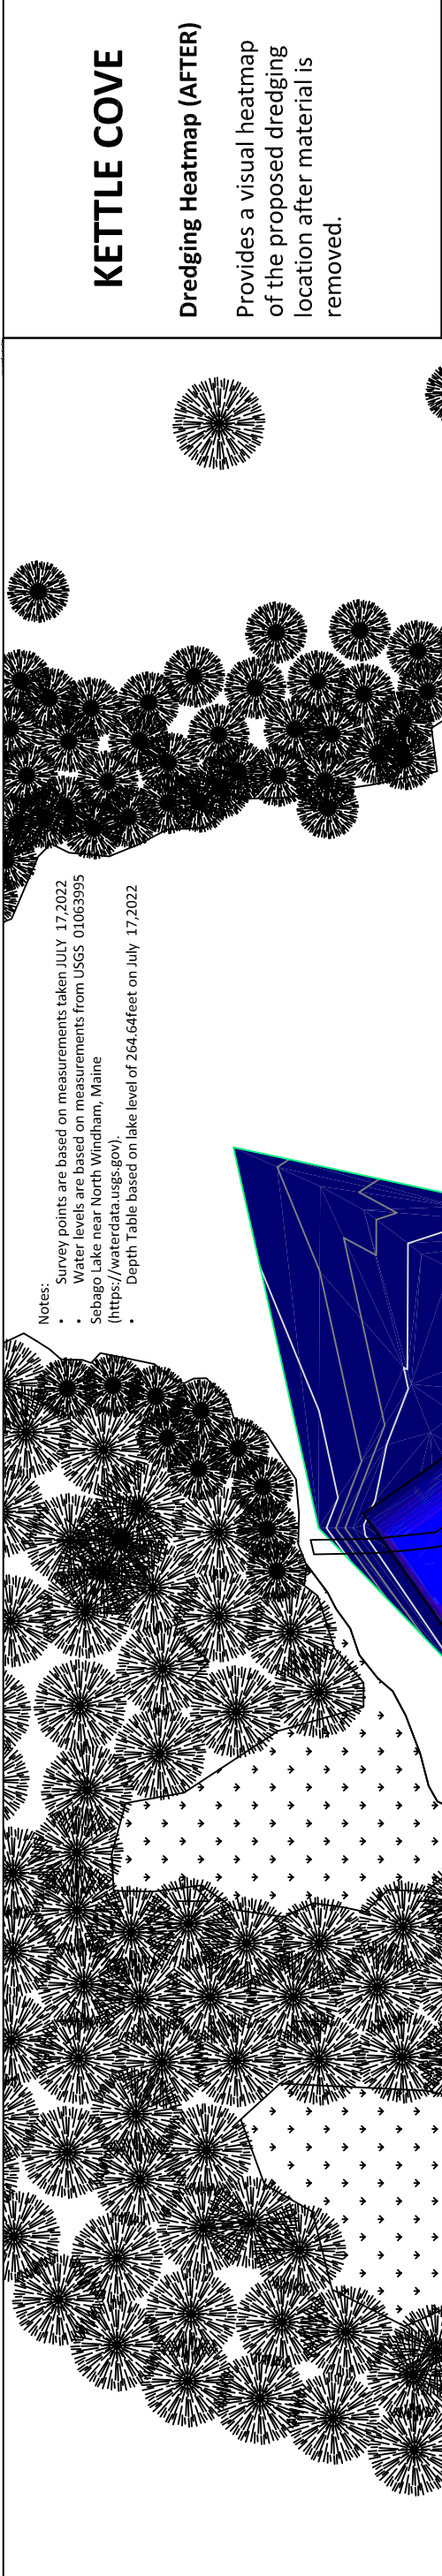 KETTLE COVE
Dredging Heatmap (AFTER)
Provides a visual heatmap
of the proposed dredging
location after material is
removed.
Notes:
• Survey points are based on measurements taken JULY 17,2022
• Water levels are based on measurements from USGS 01063995
Sebago Lake near North Windham, Maine
(https://waterdata.usgs.gov).
• Depth Table based on lake level of 264.64feet on July 17,2022